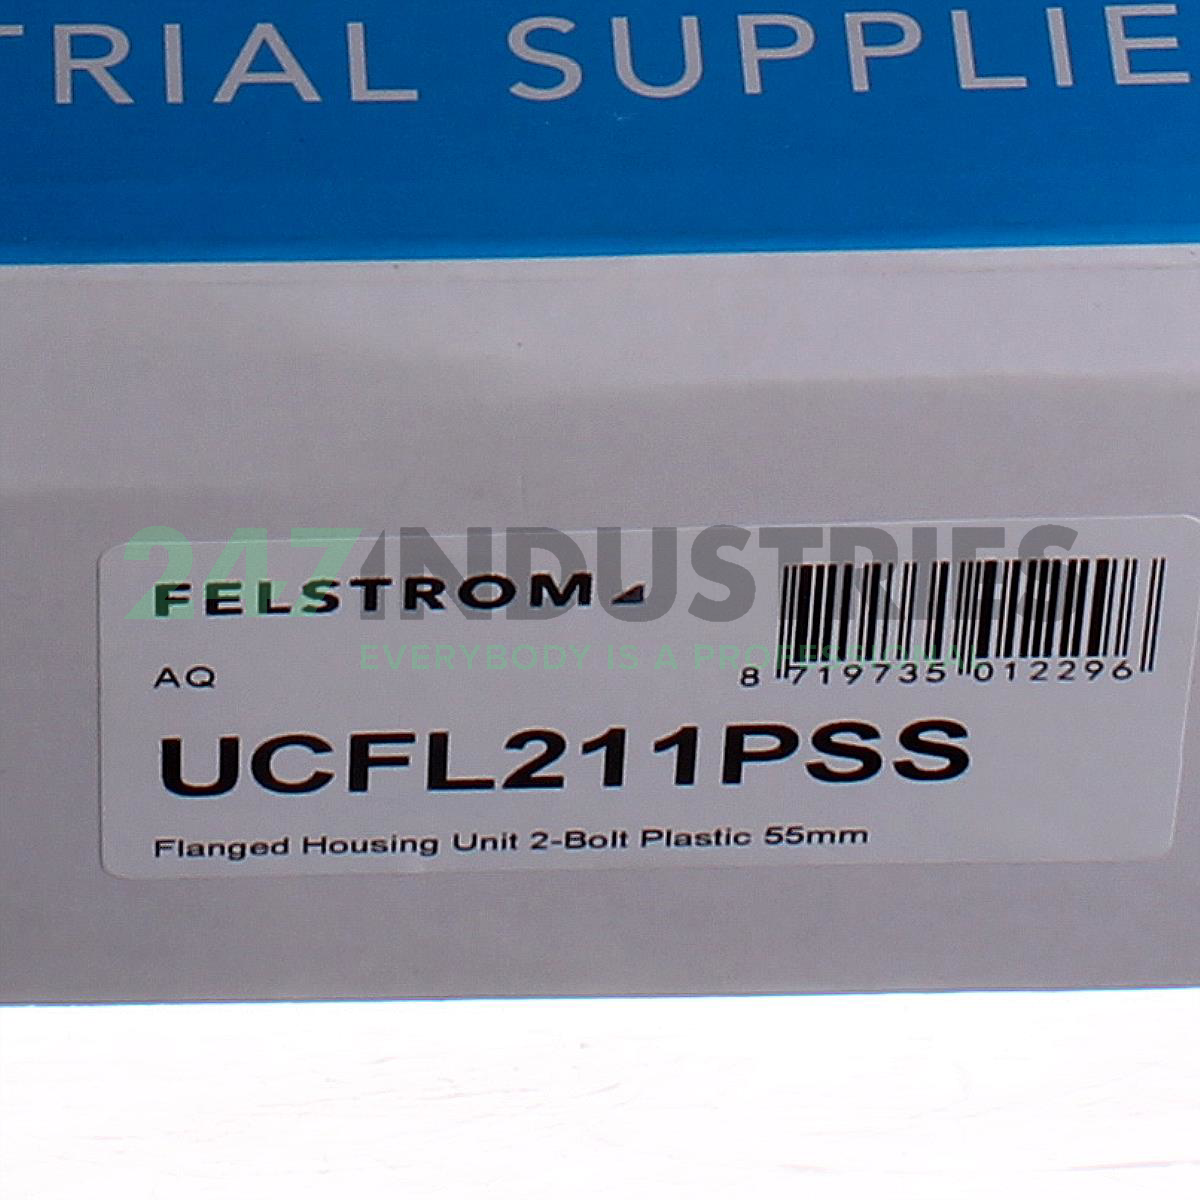 TRIAL SUPPLIE
247INDUSTRIES
EVERYBODY IS A PROFESSIONAL
FELSTROM
AQ
8 719735 012296
UCFL211PSS
Flanged Housing Unit 2-Bolt Plastic 55mm